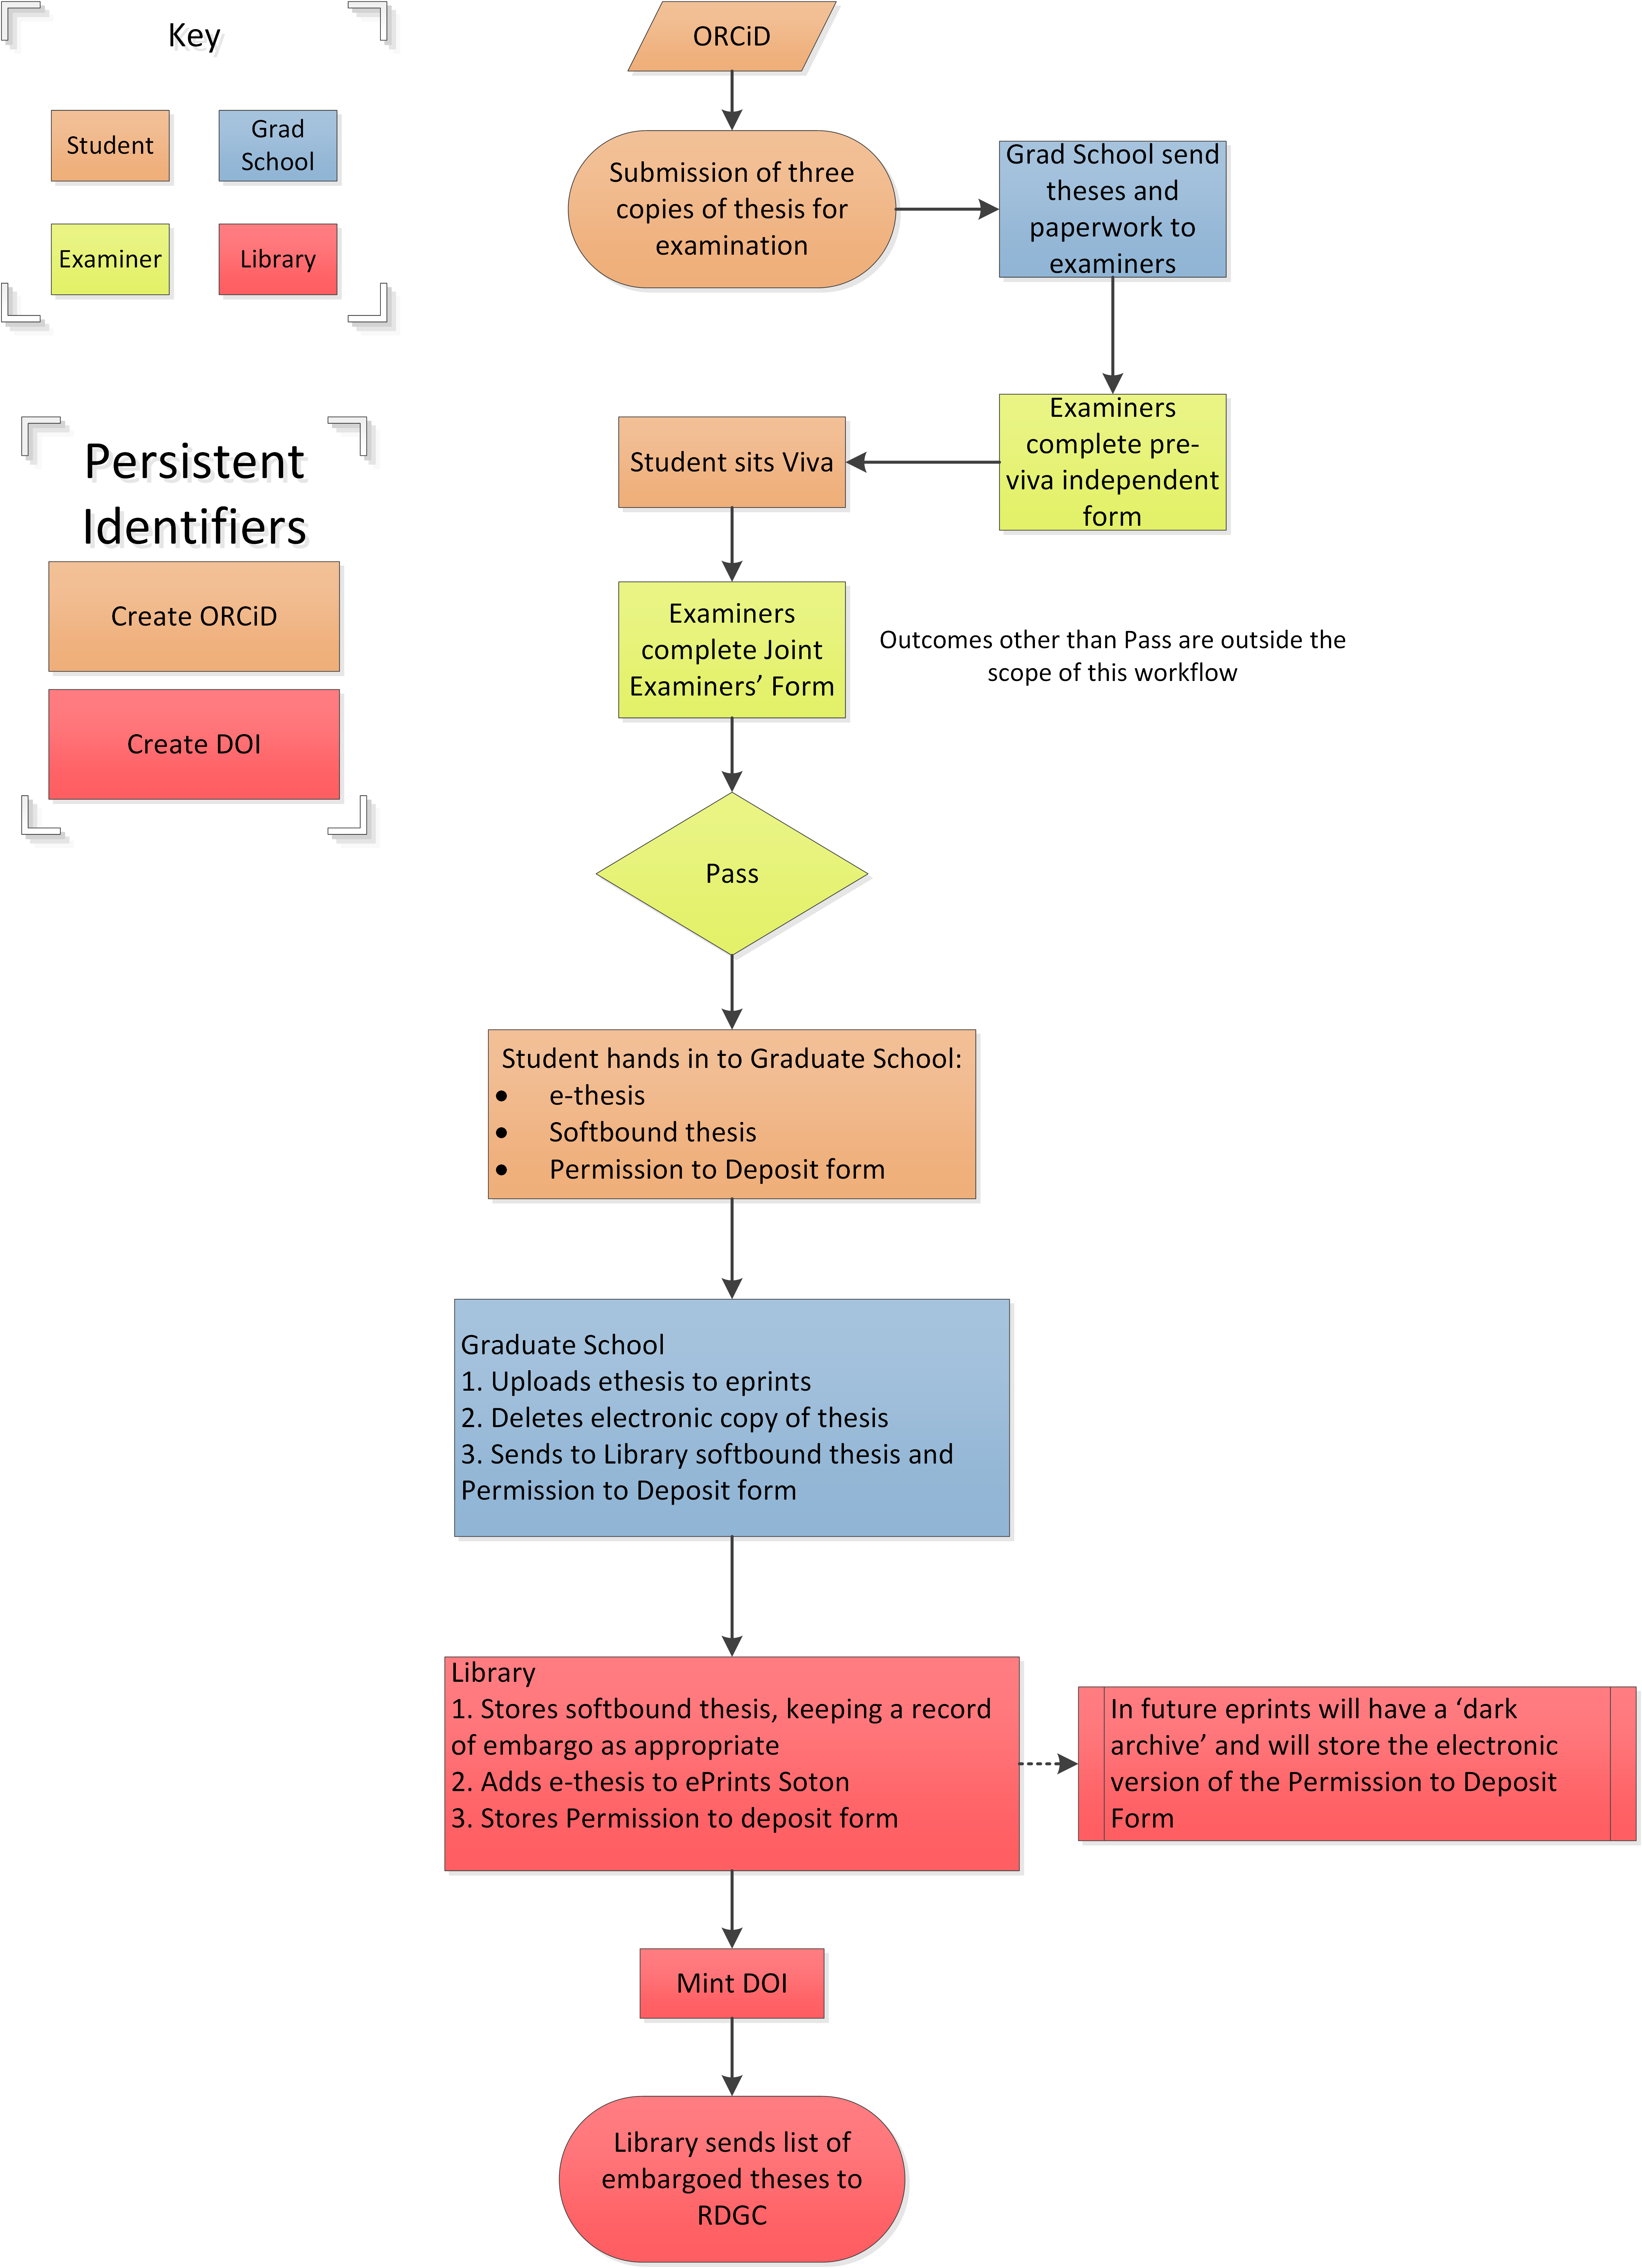 Key
Student
Grad
School
Examiner
Library
Persistent
Identifiers
Create ORCiD
Create DOI
ORCiD
Submission of three
copies of thesis for
examination
Grad School send
theses and
paperwork to
examiners
Examiners
complete pre-
viva independent
form
Student sits Viva
Examiners
complete Joint
Examiners’ Form
Outcomes other than Pass are outside the
scope of this workflow
Pass
Student hands in to Graduate School:
• e-thesis
• Softbound thesis
• Permission to Deposit form
Graduate School
1. Uploads ethesis to eprints
2. Deletes electronic copy of thesis
3. Sends to Library softbound thesis and
Permission to Deposit form
Library
1. Stores softbound thesis, keeping a record
of embargo as appropriate
2. Adds e-thesis to ePrints Soton
3. Stores Permission to deposit form
In future eprints will have a ‘dark
archive’ and will store the electronic
version of the Permission to Deposit
Form
Mint DOI
Library sends list of
embargoed theses to
RDGC